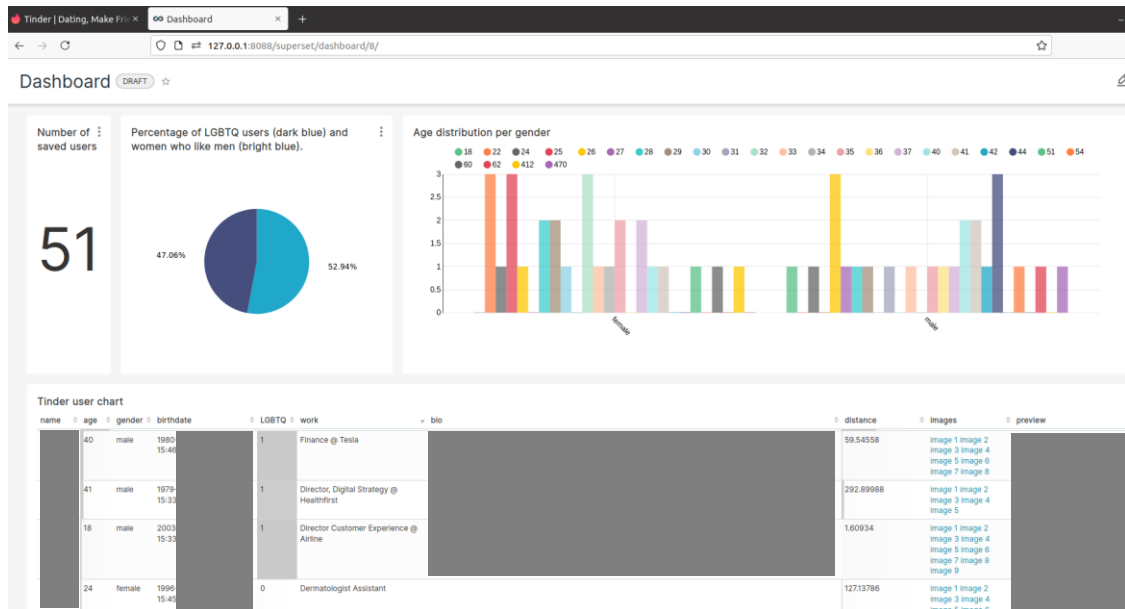 Tinder | Dating, Make Frie
Dashboard
127.0.0.1:8088/superset/dashboard/8/
Dashboard DRAFT
Number of saved users
51
Percentage of LGBTQ users (dark blue) and
women who like men (bright blue).
47.06%
52.94%
Age distribution per gender
18 22 24 25 26 27 28 29 30 31 32 33 34 35 36 37 40 41 42 44 51 54
60 62 412 470
3
2.5
2
1.5
1
0.5
0
female
male
Tinder user chart
name age gender birthdate LGBTQ work bio distance images preview
40 male 1980- 1 Finance @ Tesla 59.54558 image 1 image 2
15:46 image 3 image 4
image 5 image 6
image 7 image 8
41 male 1979- 1 Director, Digital Strategy @ 292.89988 image 1 image 2
15:33 Healthfirst image 3 image 4
image 5
18 male 2003 1 Director Customer Experience @ 1.60934 image 1 image 2
15:33 Airline image 3 image 4
image 5 image 6
image 7 image 8
image 9
24 female 1996- 0 Dermatologist Assistant 127.13786 image 1 image 2
15:45 image 3 image 4
image 5 image 6